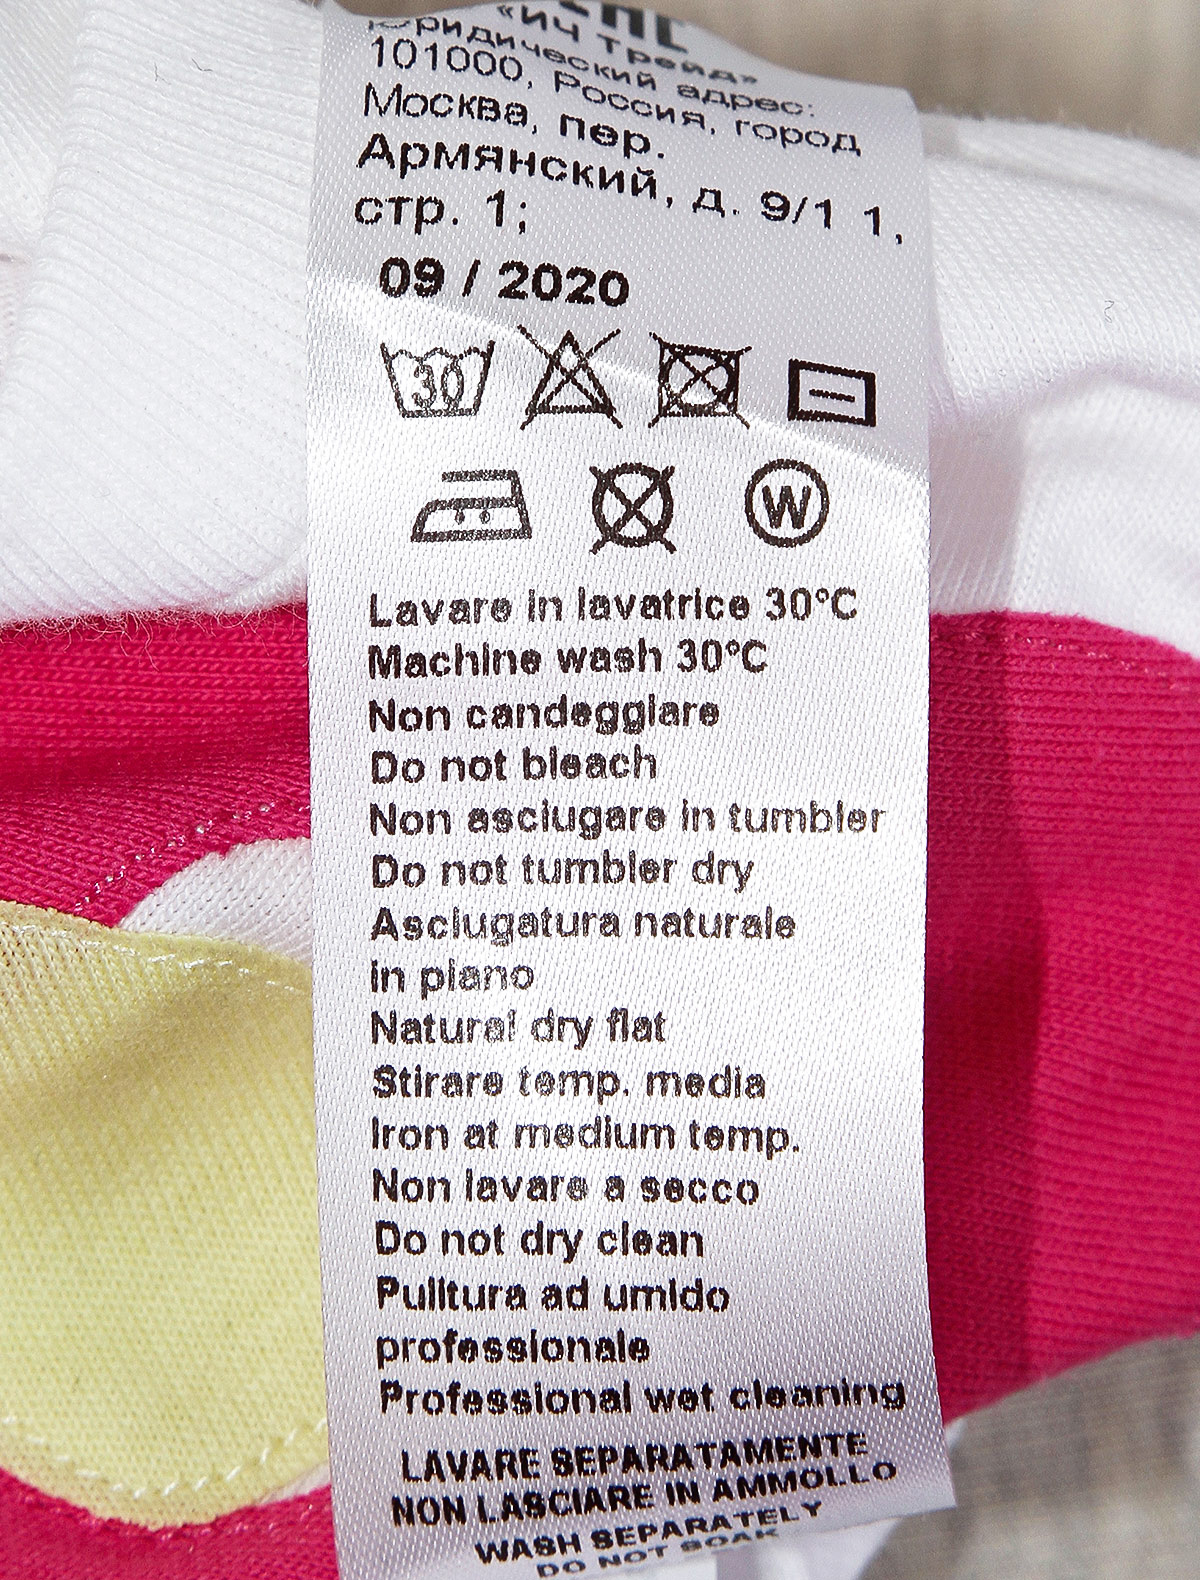 «ИЧ Трейд»
Юридический адрес:
101000, Россия, город
Москва, пер.
Армянский, д. 9/1 1,
стр. 1;
09 / 2020
30
W
Lavare in lavatrice 30°C
Machine wash 30°C
Non candeggiare
Do not bleach
Non asciugare in tumbler
Do not tumbler dry
Asciugatura naturale
in piano
Natural dry flat
Stirare temp. media
Iron at medium temp.
Non lavare a secco
Do not dry clean
Pulitura ad umido
professionale
Professional wet cleaning
LAVARE SEPARATAMENTE
NON LASCIARE IN AMMOLLO
WASH SEPARATELY
DO NOT SOAK